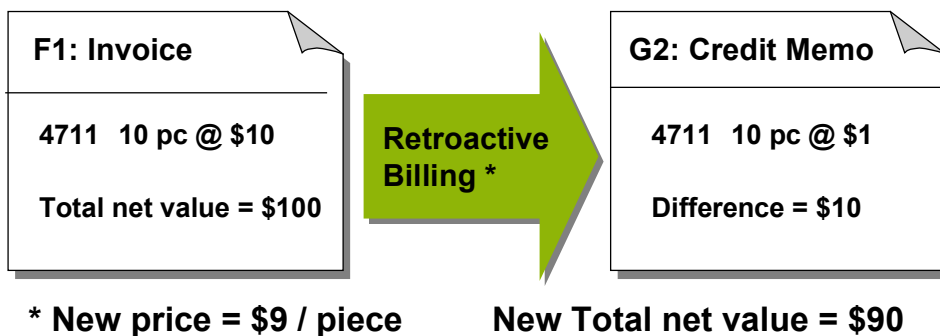 F1: Invoice
4711 10 pc @ $10
Total net value = $100
Retroactive
Billing *
G2: Credit Memo
4711 10 pc @ $1
Difference = $10
* New price = $9 / piece
New Total net value = $90